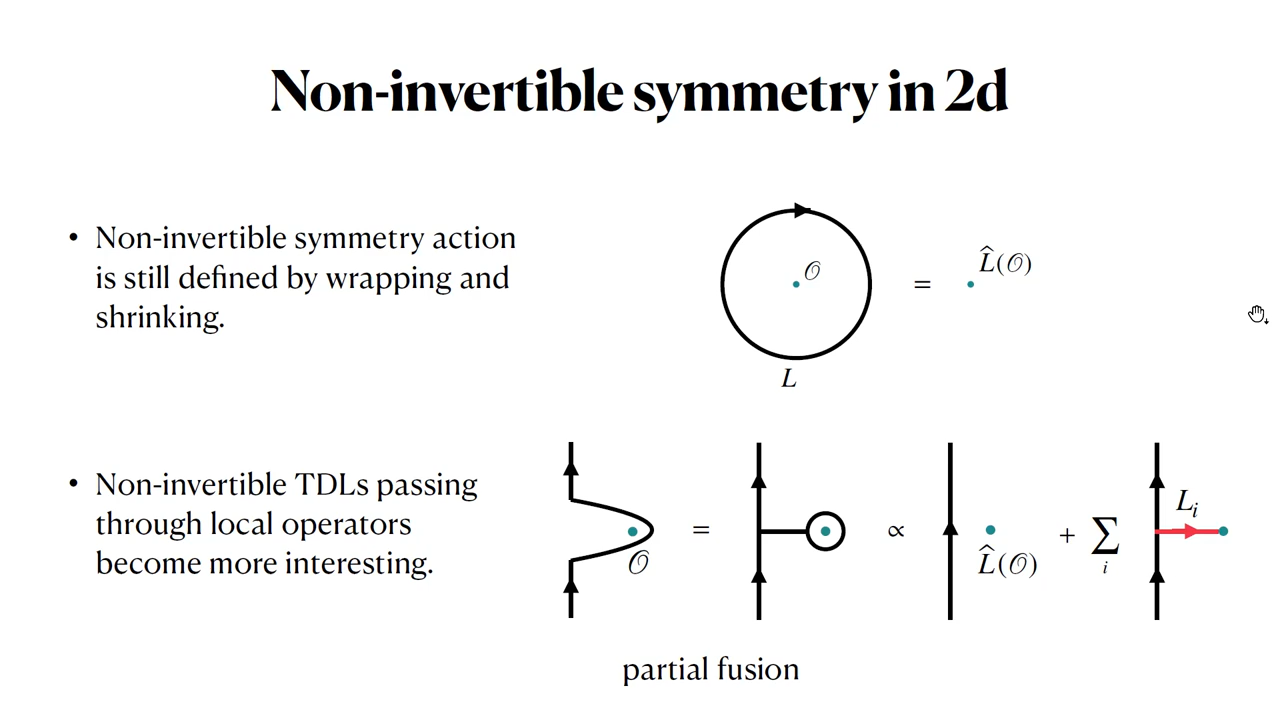 Non-invertible symmetry in 2d
• Non-invertible symmetry action
is still defined by wrapping and
shrinking.
𝒪
L
=
L̂(𝒪)
• Non-invertible TDLs passing
through local operators
become more interesting.
𝒪
=
∝
L̂(𝒪)
+ ∑
i
Lᵢ
partial fusion